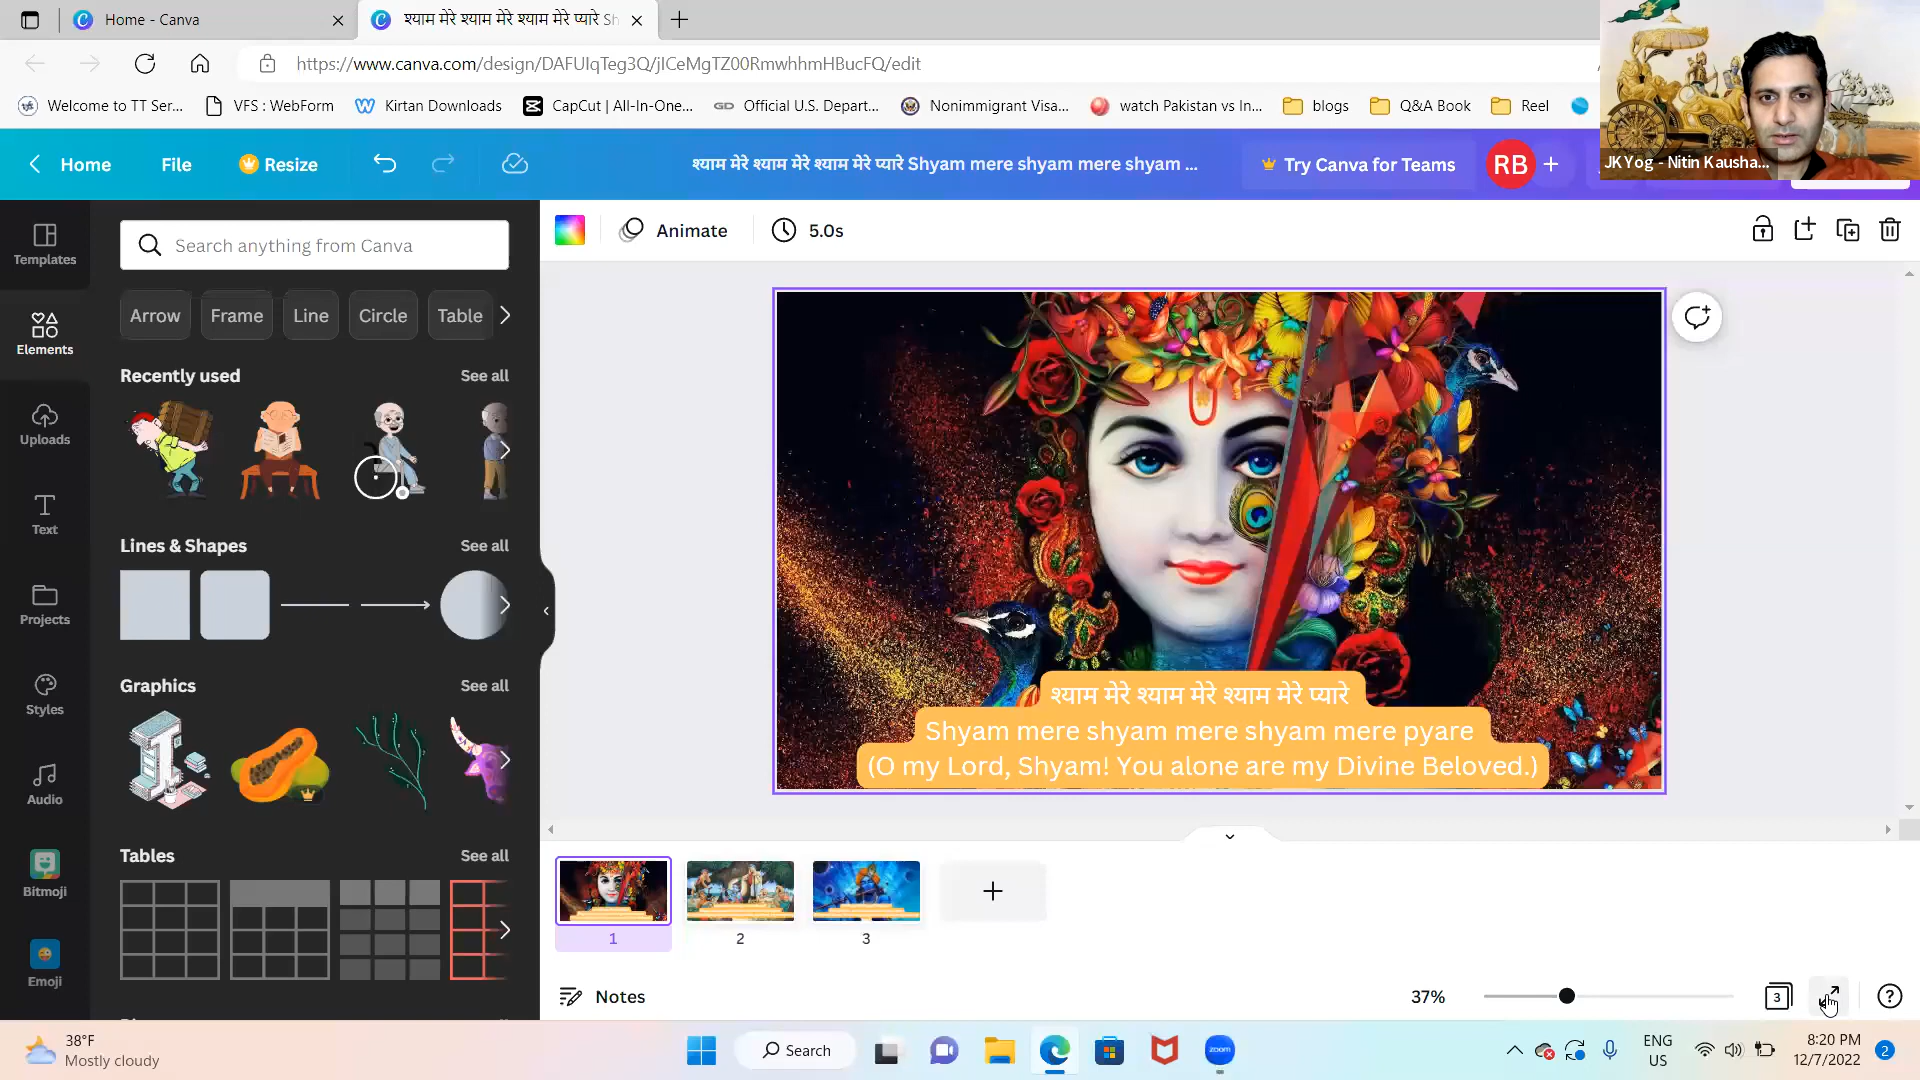 Home - Canva
श्याम मेरे श्याम मेरे श्याम मेरे प्यारे Sh
https://www.canva.com/design/DAFUIqTeg3Q/jICeMgTZ00RmwhhmHBucFQ/edit
Welcome to TT Ser...
VFS : WebForm
Kirtan Downloads
CapCut | All-In-One...
Official U.S. Depart...
Nonimmigrant Visa...
watch Pakistan vs In...
blogs
Q&A Book
Reel
JK Yog - Nitin Kausha...
Home
File
Resize
श्याम मेरे श्याम मेरे श्याम मेरे प्यारे Shyam mere shyam mere shyam ...
Try Canva for Teams
RB
Templates
Elements
Uploads
Text
Projects
Styles
Audio
Bitmoji
Emoji
Search anything from Canva
Arrow
Frame
Line
Circle
Table
Recently used
See all
Lines & Shapes
See all
Graphics
See all
Tables
See all
Animate
5.0s
श्याम मेरे श्याम मेरे श्याम मेरे प्यारे
Shyam mere shyam mere shyam mere pyare
(O my Lord, Shyam! You alone are my Divine Beloved.)
1
2
3
Notes
37%
3
38°F
Mostly cloudy
Search
zoom
ENG
US
8:20 PM
12/7/2022
2